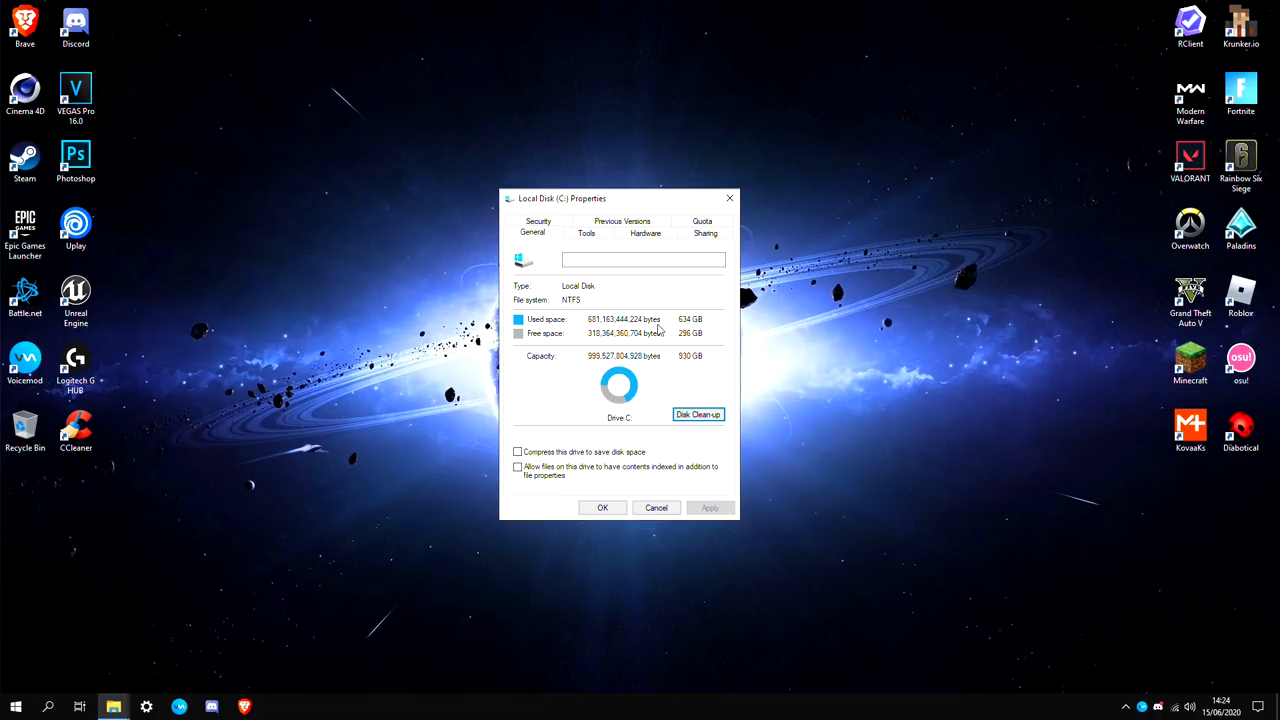 Brave
Discord
Cinema 4D
VEGAS Pro
16.0
Steam
Photoshop
Epic Games
Launcher
Uplay
Battle.net
Unreal
Engine
Voicemod
Logitech G
HUB
Recycle Bin
CCleaner
Local Disk (C:) Properties
Security
Previous Versions
Quota
General
Tools
Hardware
Sharing
Type: Local Disk
File system: NTFS
Used space: 681,163,444,224 bytes 634 GB
Free space: 318,364,360,704 bytes 296 GB
Capacity: 999,527,804,928 bytes 930 GB
Drive C:
Disk Clean-up
Compress this drive to save disk space
Allow files on this drive to have contents indexed in addition to
file properties
OK
Cancel
Apply
RClient
Krunker.io
Modern
Warfare
Fortnite
VALORANT
Rainbow Six
Siege
Overwatch
Paladins
Grand Theft
Auto V
Roblox
Minecraft
osu!
KovaaKs
Diabotical
14:24
15/06/2020